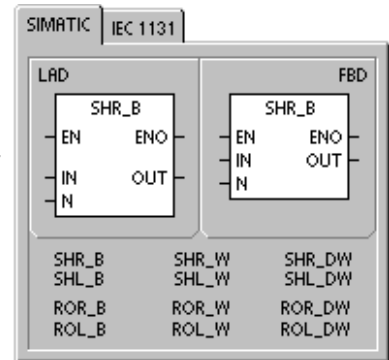 SIMATIC IEC 1131
LAD
SHR_B
EN ENO
IN OUT
N
FBD
SHR_B
EN ENO
IN OUT
N
SHR_B SHR_W SHR_DW
SHL_B SHL_W SHL_DW
ROR_B ROR_W ROR_DW
ROL_B ROL_W ROL_DW